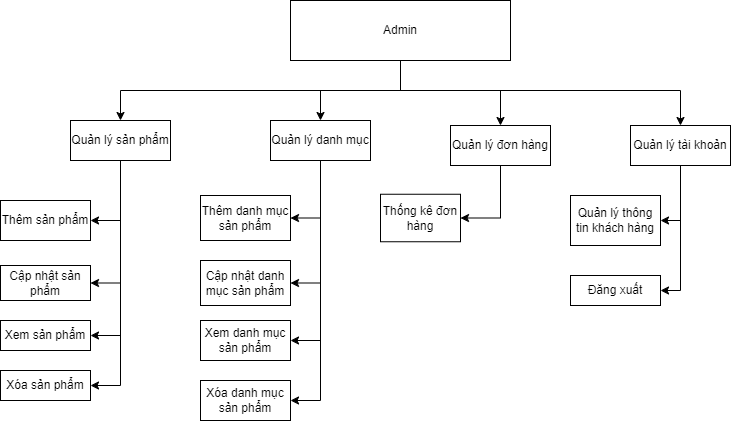 Admin
Quản lý sản phẩm
Quản lý danh mục
Quản lý đơn hàng
Quản lý tài khoản
Thêm sản phẩm
Cập nhật sản
phẩm
Xem sản phẩm
Xóa sản phẩm
Thêm danh mục
sản phẩm
Cập nhật danh
mục sản phẩm
Xem danh mục
sản phẩm
Xóa danh mục
sản phẩm
Thống kê đơn
hàng
Quản lý thông
tin khách hàng
Đăng xuất